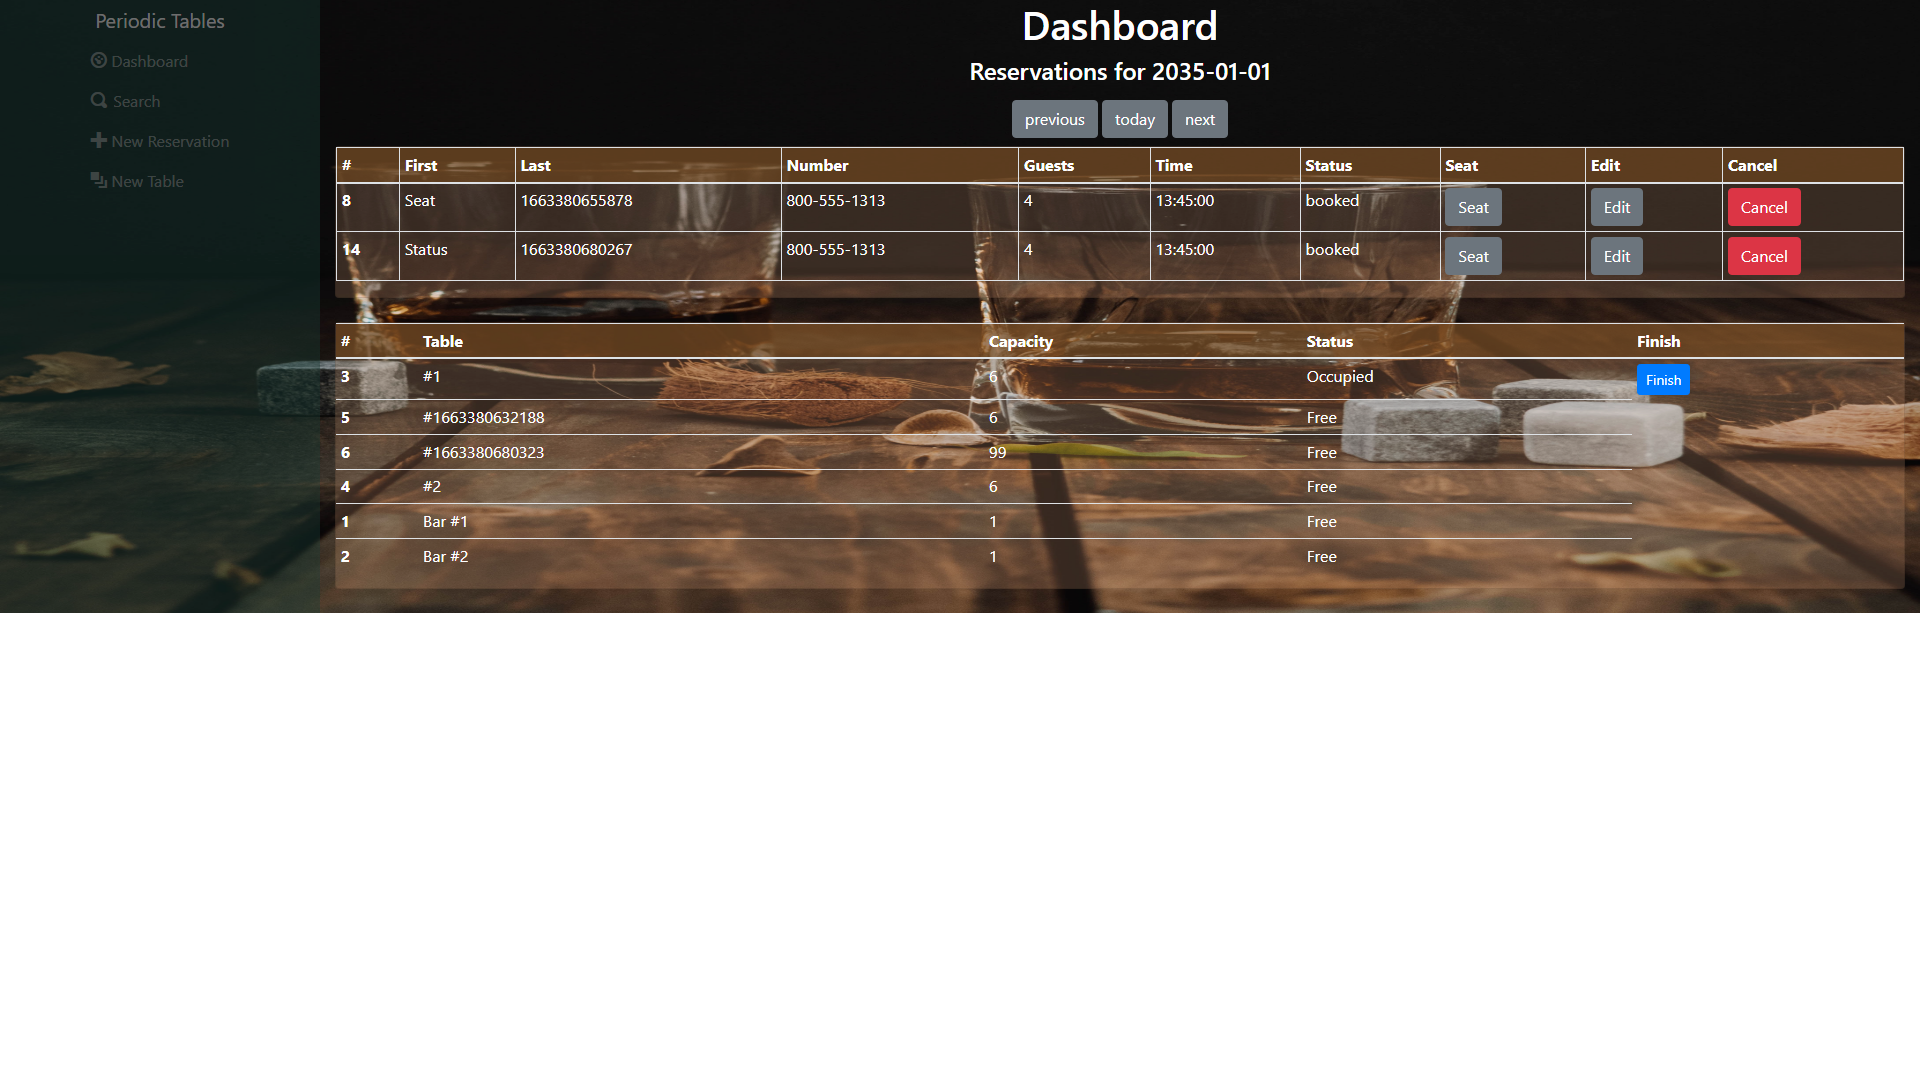 Periodic Tables
Dashboard
Search
New Reservation
New Table
Dashboard
Reservations for 2035-01-01
previous today next
# First Last Number Guests Time Status Seat Edit Cancel
8 Seat 1663380655878 800-555-1313 4 13:45:00 booked Seat Edit Cancel
14 Status 1663380680267 800-555-1313 4 13:45:00 booked Seat Edit Cancel
# Table Capacity Status Finish
3 #1 6 Occupied Finish
5 #1663380632188 6 Free
6 #1663380680323 99 Free
4 #2 6 Free
1 Bar #1 1 Free
2 Bar #2 1 Free